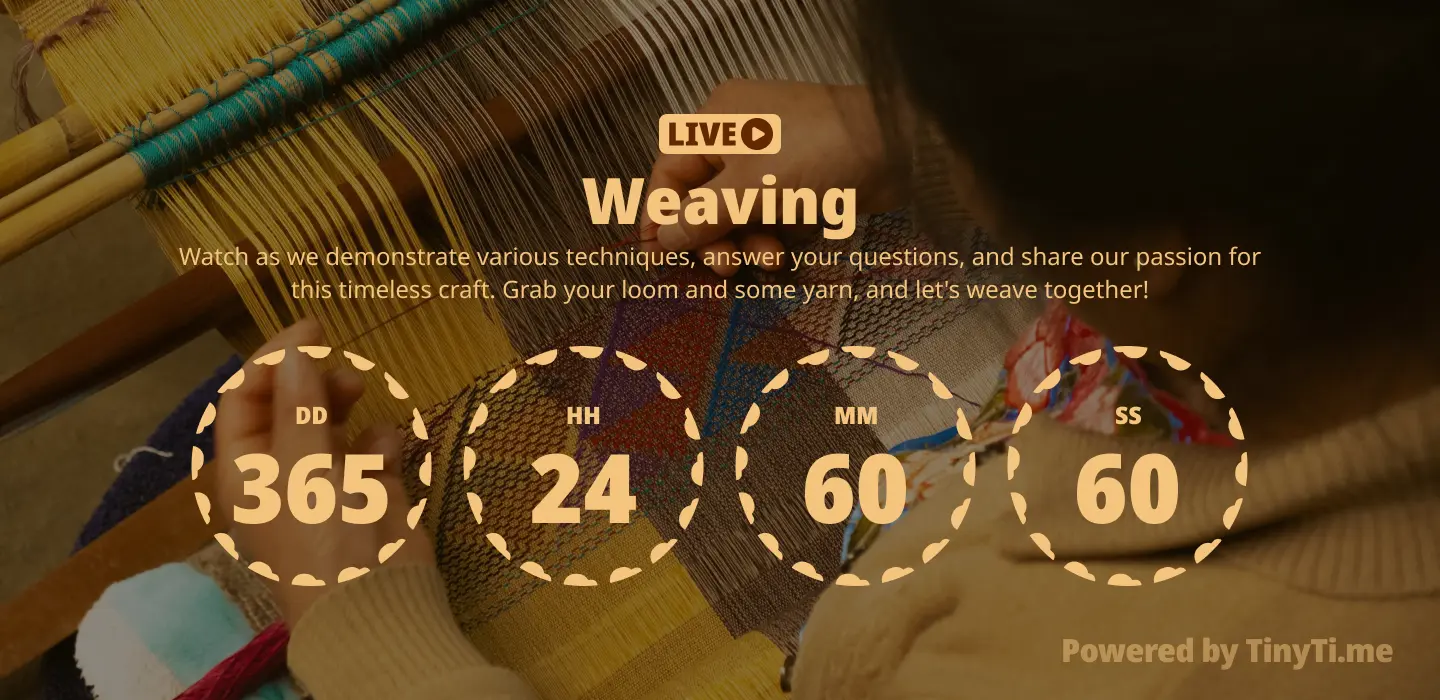 LIVE
Weaving
Watch as we demonstrate various techniques, answer your questions, and share our passion for
this timeless craft. Grab your loom and some yarn, and let's weave together!
DD HH MM SS
365 24 60 60
Powered by TinyTi.me